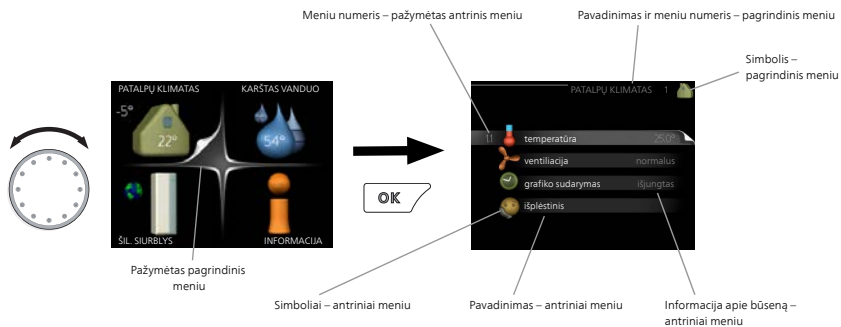 Meniu numeris – pažymėtas antrinis meniu
Pavadinimas ir meniu numeris – pagrindinis meniu
Simbolis –
pagrindinis meniu
PATALPŲ KLIMATAS
KARŠTAS VANDUO
-5°
22°
54°
ŠIL. SIURBLYS
INFORMACIJA
OK
PATALPŲ KLIMATAS 1
1.1 temperatūra 25.0°
ventiliacija normalus
grafiko sudarymas išjungtas
išplėstinis
Pažymėtas pagrindinis
meniu
Simboliai – antriniai meniu
Pavadinimas – antriniai meniu
Informacija apie būseną –
antriniai meniu